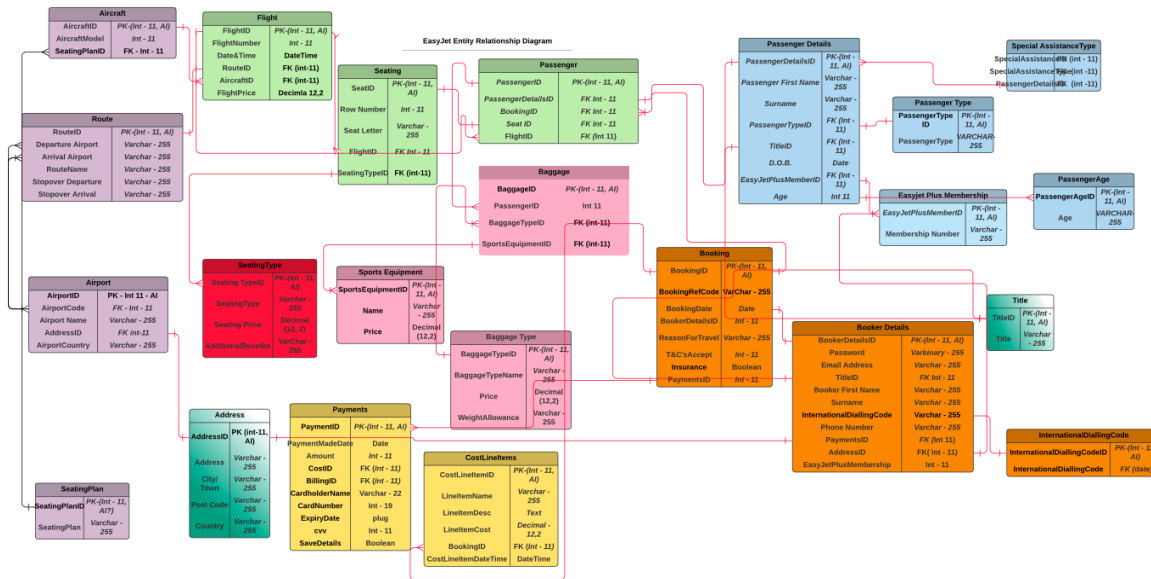 EasyJet Entity Relationship Diagram
Aircraft
AircraftID PK-(Int - 11, AI)
AircraftModel Int - 11
SeatingPlanID FK - Int - 11
Flight
FlightID PK-(Int - 11, AI)
FlightNumber Int - 11
Date&Time DateTime
RouteID FK (int-11)
AircraftID FK (int-11)
FlightPrice Decimla 12,2
Seating
SeatID PK-(Int - 11, AI)
Row Number Int - 11
Seat Letter Varchar - 255
FlightID FK Int - 11
SeatingTypeID FK (int-11)
Passenger
PassengerID PK-(Int - 11, AI)
PassengerDetailsID FK Int - 11
BookingID FK Int - 11
Seat ID FK Int - 11
FlightID FK (Int 11)
Passenger Details
PassengerDetailsID PK-(Int - 11, AI)
Passenger First Name Varchar - 255
Surname Varchar - 255
PassengerTypeID FK (Int - 11)
TitleID FK (Int - 11)
D.O.B. Date
EasyJetPlusMemberID FK (Int - 11)
Age Int 11
Special AssistanceType
(int - 11)
SpecialAssistanceType (int-11)
PassengerDetailsID (int -11)
Passenger Type
PassengerType ID PK-(Int - 11, AI)
PassengerType VARCHAR- 255
PassengerAge
PassengerAgeID PK-(Int - 11, AI)
Age VARCHAR- 255
Easyjet Plus Membership
EasyJetPlusMemberID PK-(Int - 11, AI)
Membership Number Varchar - 255
Route
RouteID PK-(Int - 11, AI)
Departure Airport Varchar - 255
Arrival Airport Varchar - 255
RouteName Varchar - 255
Stopover Departure Varchar - 255
Stopover Arrival Varchar - 255
Baggage
BaggageID PK-(Int - 11, AI)
PassengerID Int 11
BaggageTypeID FK (int-11)
SportsEquipmentID FK (int-11)
Airport
AirportID PK - Int 11 - AI
AirportCode FK - Int - 11
Airport Name Varchar - 255
AddressID FK int-11
AirportCountry Varchar - 255
SeatingType
Seating TypeID PK-(Int - 11, AI)
SeatingType Varchar - 255
Seating Price Decimal (12, 2)
AdditionalBenefits VarChar - 255
Sports Equipment
SportsEquipmentID PK-(Int - 11, AI)
Name Varchar - 255
Price Decimal (12,2)
Baggage Type
BaggageTypeID PK-(Int - 11, AI)
BaggageTypeName Varchar - 255
Price Decimal (12,2)
WeightAllowance Varchar - 255
Booking
BookingID PK-(Int - 11, AI)
BookingRefCode VarChar - 255
BookingDate Date
BookerDetailsID Int - 11
ReasonForTravel Varchar - 255
T&C'sAccept Int - 11
Insurance Boolean
PaymentsID Int - 11
Title
TitleID PK-(Int - 11, AI)
Title Varchar - 255
Booker Details
BookerDetailsID PK-(Int - 11, AI)
Password Varbinary - 255
Email Address Varchar - 255
TitleID FK Int - 11
Booker First Name Varchar - 255
Surname Varchar - 255
InternationalDiallingCode Varchar - 255
Phone Number Varchar - 255
PaymentsID FK (Int 11)
AddressID FK( Int - 11)
EasyJetPlusMembership Int - 11
InternationalDiallingCode
InternationalDiallingCodeID PK-(Int - 11, AI)
InternationalDiallingCode FK (date)
Address
AddressID PK (int-11, AI)
Address Varchar - 255
City/ Town Varchar - 255
Post Code Varchar - 255
Country Varchar - 255
Payments
PaymentID PK-(Int - 11, AI)
PaymentMadeDate Date
Amount Int - 11
CostID FK (Int - 11)
BillingID FK (Int - 11)
CardholderName Varchar - 22
CardNumber Int - 19
ExpiryDate plug
cvv Int - 11
SaveDetails Boolean
CostLineItems
CostLineItemID PK-(Int - 11, AI)
LineItemName Varchar - 255
LineItemDesc Text
LineItemCost Decimal - 12,2
BookingID FK (Int - 11)
CostLineItemDateTime DateTime
SeatingPlan
SeatingPlanID PK-(Int - 11, AI?)
SeatingPlan Varchar - 255